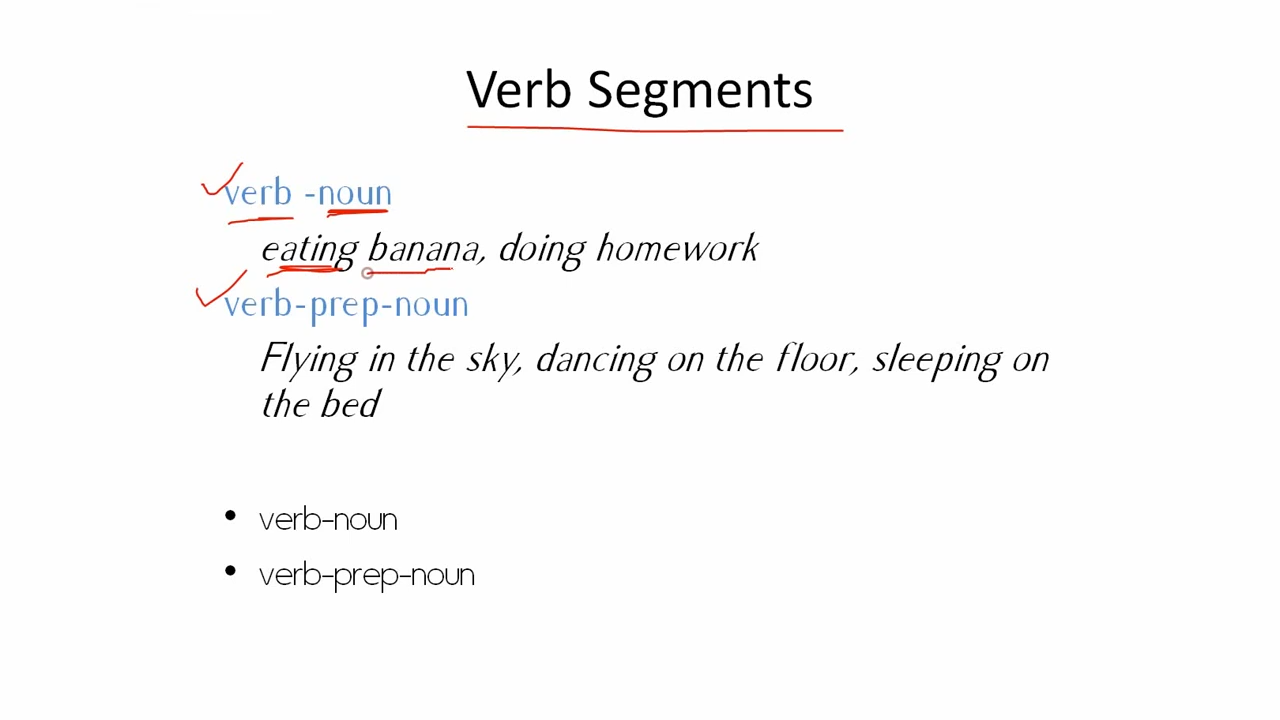 Verb Segments
verb -noun
eating banana, doing homework
verb-prep-noun
Flying in the sky, dancing on the floor, sleeping on
the bed
• verb-noun
• verb-prep-noun